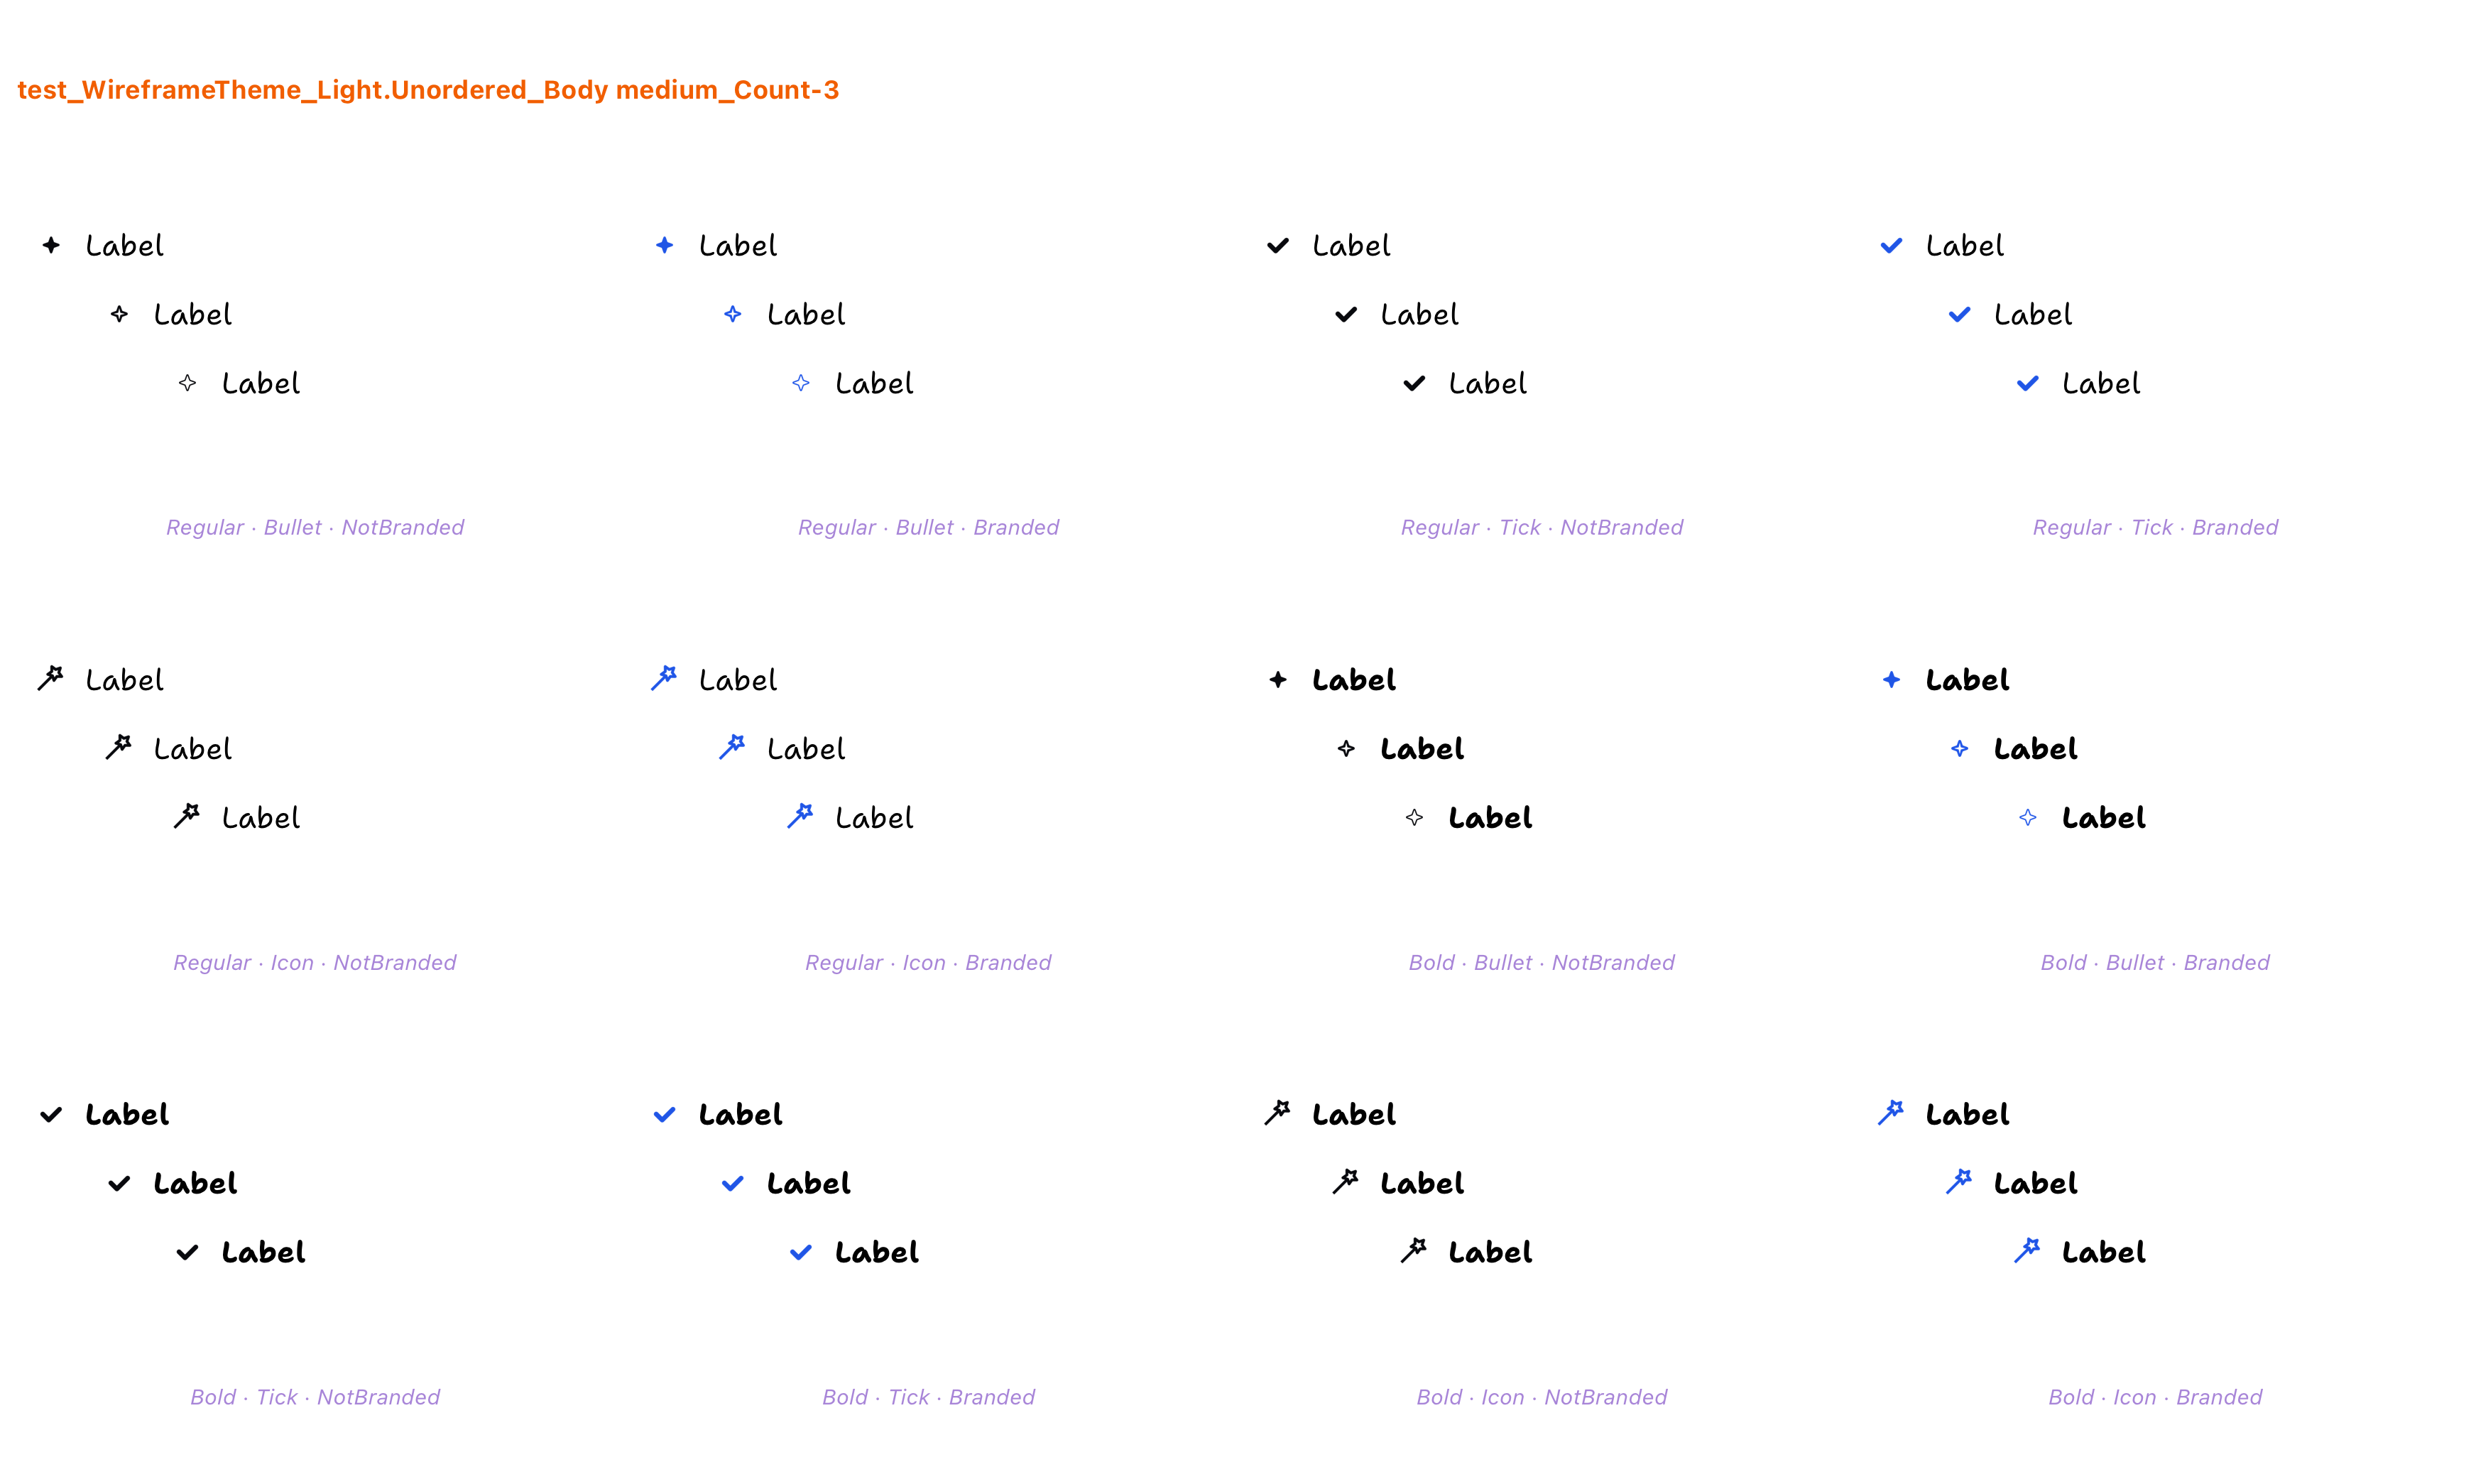 test_WireframeTheme_Light.Unordered_Body medium_Count-3
Label
Label
Label
Regular · Bullet · NotBranded
Label
Label
Label
Regular · Bullet · Branded
Label
Label
Label
Regular · Tick · NotBranded
Label
Label
Label
Regular · Tick · Branded
Label
Label
Label
Regular · Icon · NotBranded
Label
Label
Label
Regular · Icon · Branded
Label
Label
Label
Bold · Bullet · NotBranded
Label
Label
Label
Bold · Bullet · Branded
Label
Label
Label
Bold · Tick · NotBranded
Label
Label
Label
Bold · Tick · Branded
Label
Label
Label
Bold · Icon · NotBranded
Label
Label
Label
Bold · Icon · Branded